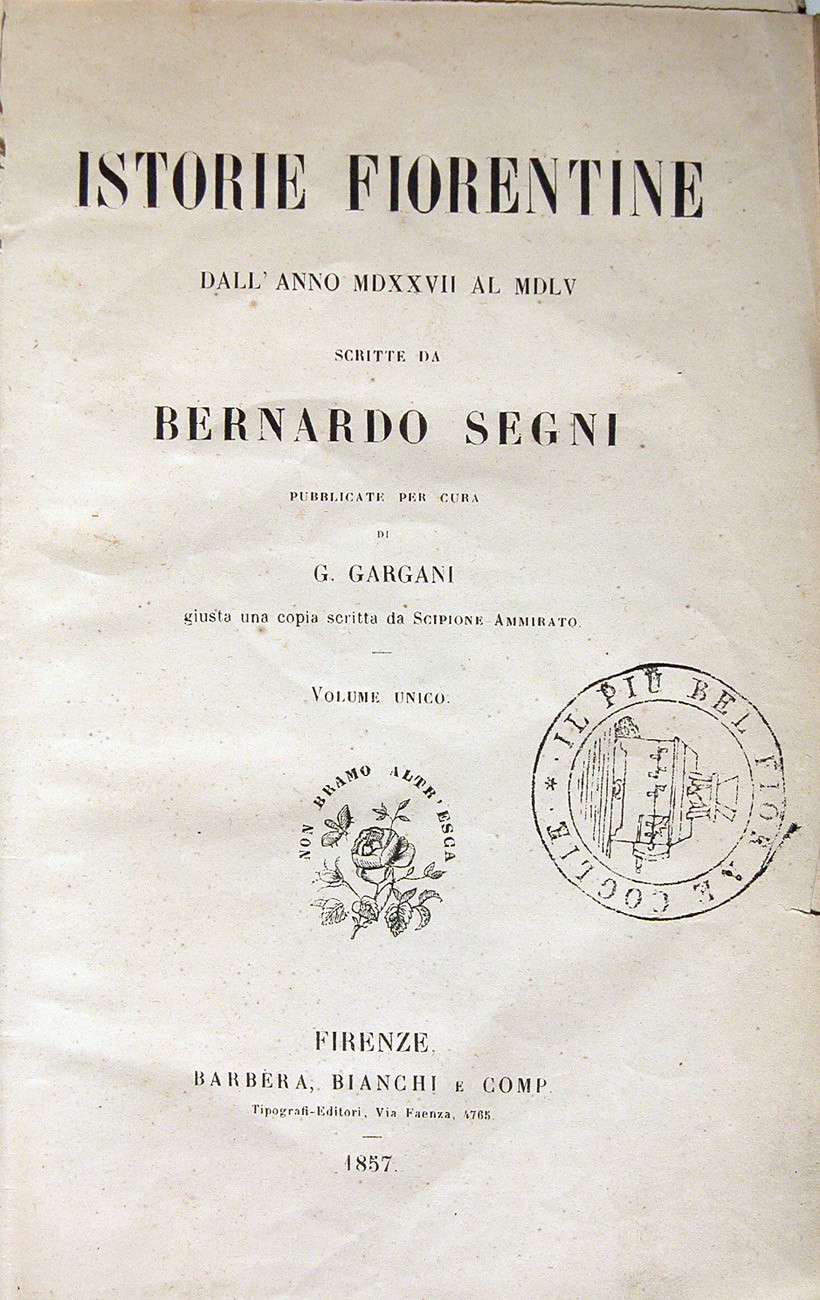 ISTORIE FIORENTINE
DALL' ANNO MDXXVII AL MDLV
SCRITTE DA
BERNARDO SEGNI
PUBBLICATE PER CURA
DI
G. GARGANI
giusta una copia scritta da SCIPIONE AMMIRATO.
VOLUME UNICO.
NON BRAMO ALTR' ESCA
IL PIÙ BEL FIOR NE COGLIE *
FIRENZE,
BARBÈRA, BIANCHI E COMP.
Tipografi-Editori, Via Faenza, 4765.
1857.